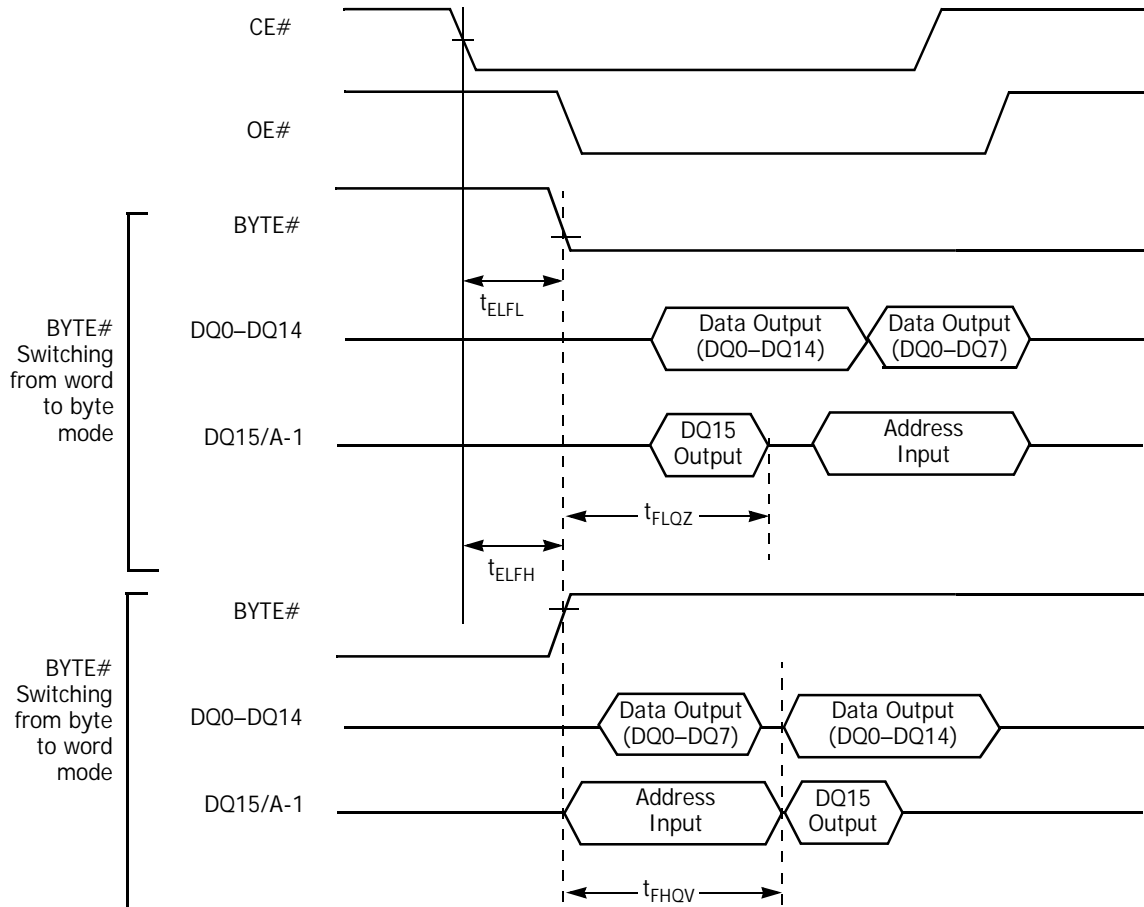 CE#
OE#
BYTE#
tELFL
BYTE#
Switching
from word
to byte
mode
DQ0–DQ14
Data Output
(DQ0–DQ14)
Data Output
(DQ0–DQ7)
DQ15/A-1
DQ15
Output
Address
Input
tFLQZ
tELFH
BYTE#
BYTE#
Switching
from byte
to word
mode
DQ0–DQ14
Data Output
(DQ0–DQ7)
Data Output
(DQ0–DQ14)
DQ15/A-1
Address
Input
DQ15
Output
tFHQV